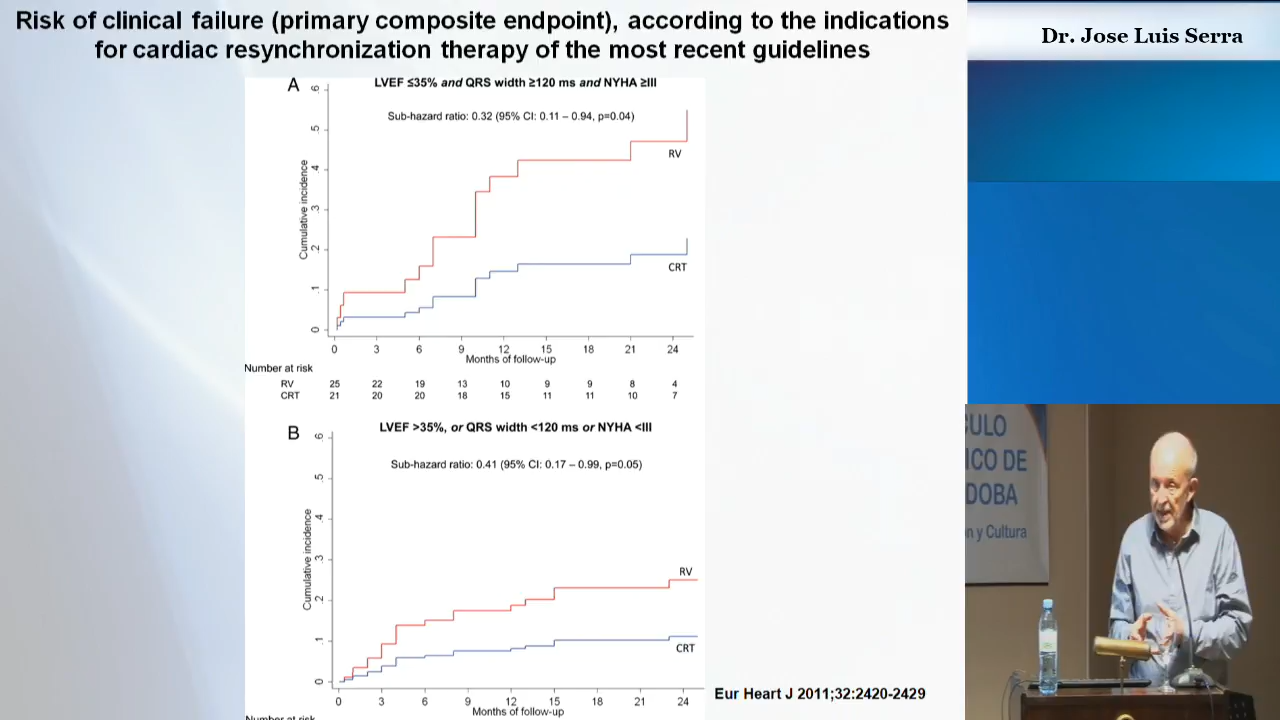 Risk of clinical failure (primary composite endpoint), according to the indications
for cardiac resynchronization therapy of the most recent guidelines
Dr. Jose Luis Serra
A
LVEF ≤35% and QRS width ≥120 ms and NYHA ≥III
Sub-hazard ratio: 0.32 (95% CI: 0.11 – 0.94, p=0.04)
Cumulative incidence
.6
.5
.4
.3
.2
.1
0
RV
CRT
0 3 6 9 12 15 18 21 24
Months of follow-up
Number at risk
RV 25 22 19 13 10 9 9 8 4
CRT 21 20 20 18 15 11 11 10 7
B
LVEF >35%, or QRS width <120 ms or NYHA <III
Sub-hazard ratio: 0.41 (95% CI: 0.17 – 0.99, p=0.05)
Cumulative incidence
.6
.5
.4
.3
.2
.1
0
RV
CRT
0 3 6 9 12 15 18 21 24
Months of follow-up
Number at risk
Eur Heart J 2011;32:2420-2429
CULO
ICO DE
DOBA
n y Cultura